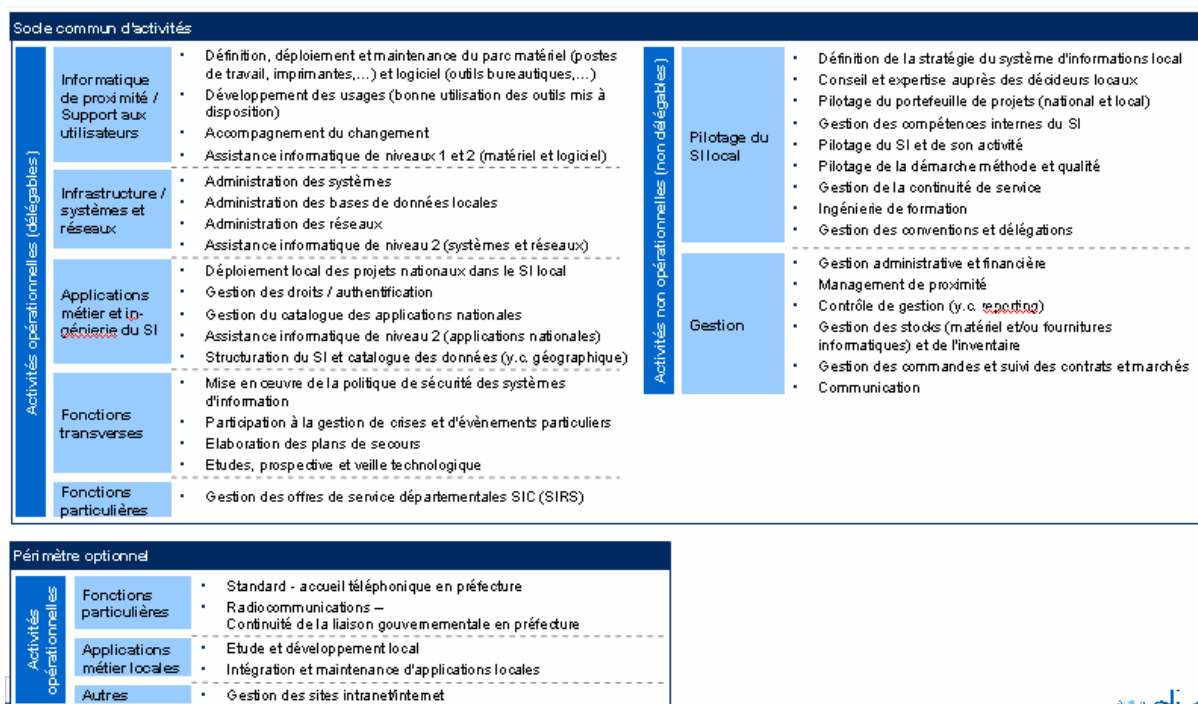 Socle commun d'activités
Activités opérationnelles (délégables)
Informatique
de proximité /
Support aux
utilisateurs
• Définition, déploiement et maintenance du parc matériel (postes
de travail, imprimantes,...) et logiciel (outils bureautiques,...)
• Développement des usages (bonne utilisation des outils mis à
disposition)
• Accompagnement du changement
• Assistance informatique de niveaux 1 et 2 (matériel et logiciel)
Infrastructure /
systèmes et
réseaux
• Administration des systèmes
• Administration des bases de données locales
• Administration des réseaux
• Assistance informatique de niveau 2 (systèmes et réseaux)
Applications
métier et in-
génierie du SI
• Déploiement local des projets nationaux dans le SI local
• Gestion des droits / authentification
• Gestion du catalogue des applications nationales
• Assistance informatique de niveau 2 (applications nationales)
• Structuration du SI et catalogue des données (y.c. géographique)
Fonctions
transverses
• Mise en œuvre de la politique de sécurité des systèmes
d'information
• Participation à la gestion de crises et d'évènements particuliers
• Elaboration des plans de secours
• Etudes, prospective et veille technologique
Fonctions
particulières
• Gestion des offres de service départementales SIC (SIRS)
Activités non opérationnelles (non délégables)
Pilotage du
SI local
• Définition de la stratégie du système d'informations local
• Conseil et expertise auprès des décideurs locaux
• Pilotage du portefeuille de projets (national et local)
• Gestion des compétences internes du SI
• Pilotage du SI et de son activité
• Pilotage de la démarche méthode et qualité
• Gestion de la continuité de service
• Ingénierie de formation
• Gestion des conventions et délégations
Gestion
• Gestion administrative et financière
• Management de proximité
• Contrôle de gestion (y.c. reporting)
• Gestion des stocks (matériel et/ou fournitures
informatiques) et de l'inventaire
• Gestion des commandes et suivi des contrats et marchés
• Communication
Périmètre optionnel
Activités
opérationnelles
Fonctions
particulières
• Standard - accueil téléphonique en préfecture
• Radiocommunications –
Continuité de la liaison gouvernementale en préfecture
Applications
métier locales
• Etude et développement local
• Intégration et maintenance d'applications locales
Autres
• Gestion des sites intranet/internet